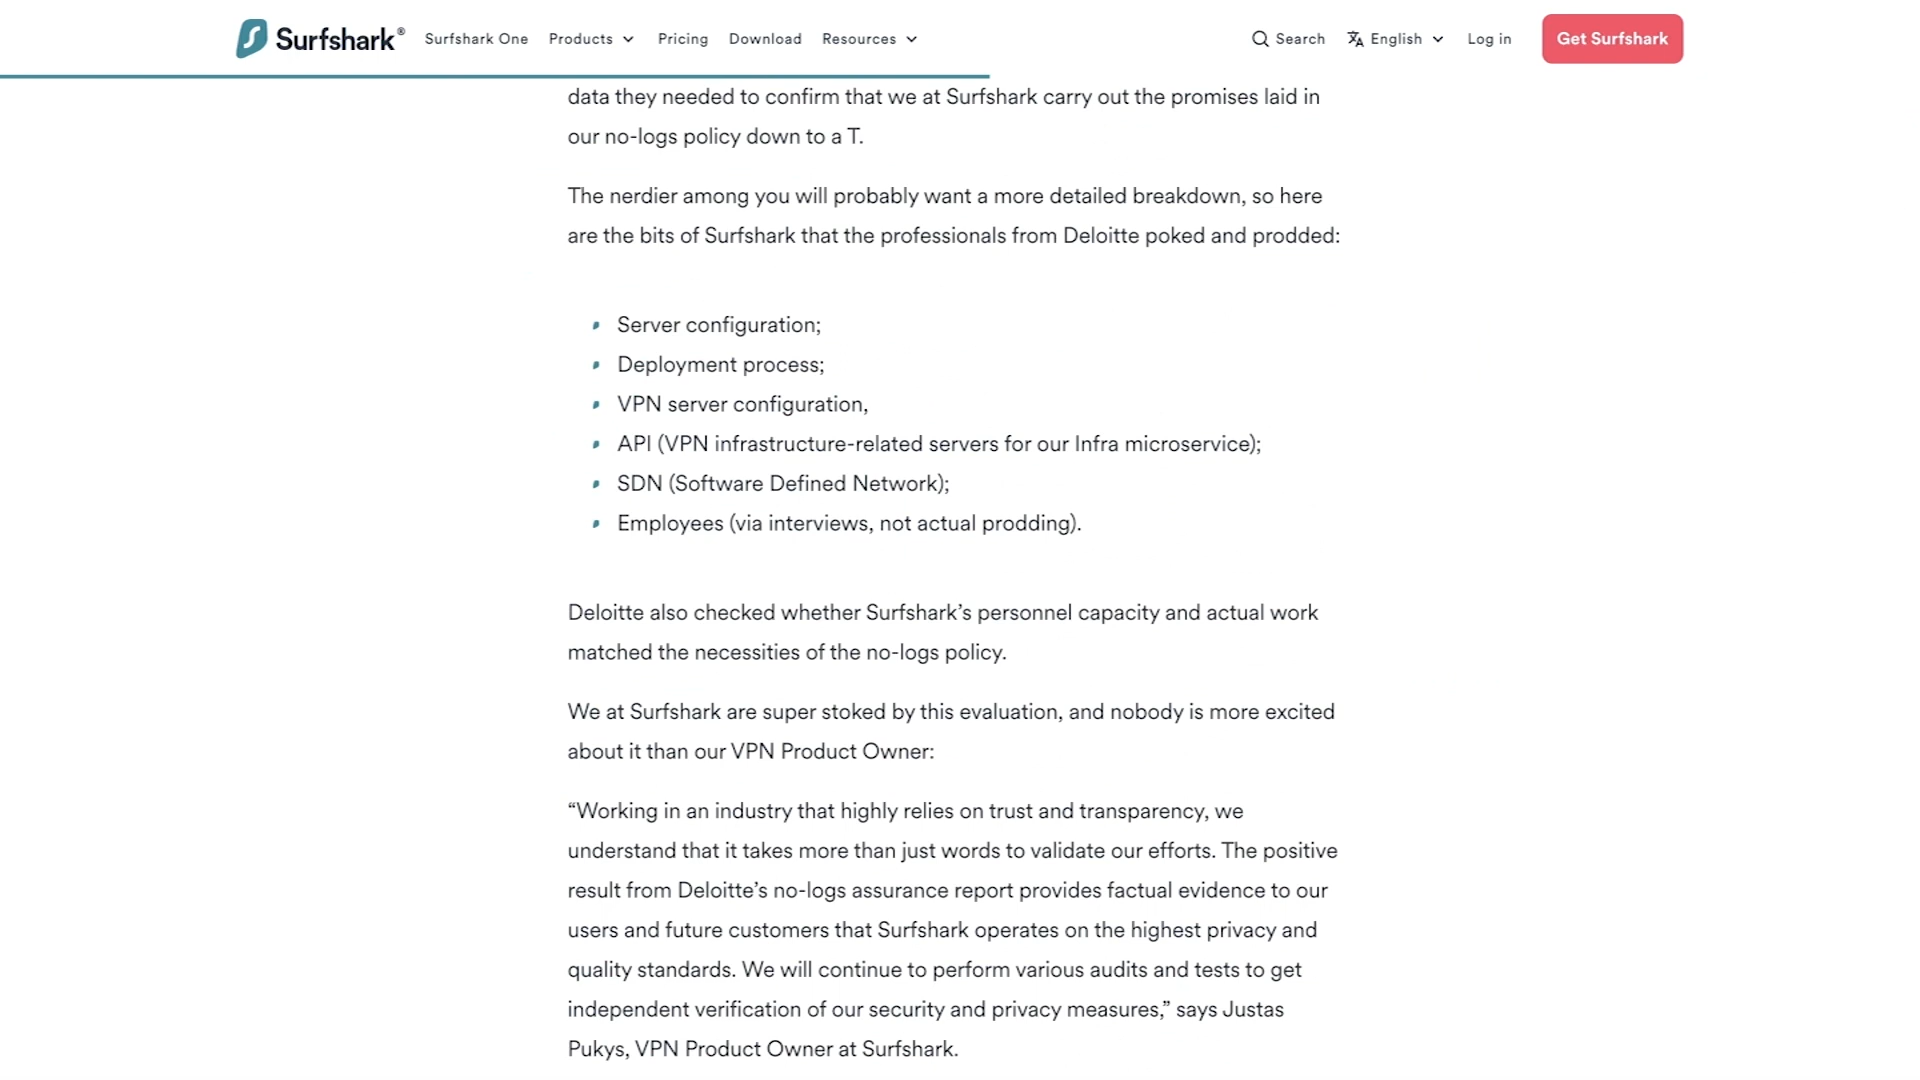 Surfshark®
Surfshark One
Products
Pricing
Download
Resources
Search
English
Log in
Get Surfshark
data they needed to confirm that we at Surfshark carry out the promises laid in
our no-logs policy down to a T.
The nerdier among you will probably want a more detailed breakdown, so here
are the bits of Surfshark that the professionals from Deloitte poked and prodded:
Server configuration;
Deployment process;
VPN server configuration,
API (VPN infrastructure-related servers for our Infra microservice);
SDN (Software Defined Network);
Employees (via interviews, not actual prodding).
Deloitte also checked whether Surfshark’s personnel capacity and actual work
matched the necessities of the no-logs policy.
We at Surfshark are super stoked by this evaluation, and nobody is more excited
about it than our VPN Product Owner:
“Working in an industry that highly relies on trust and transparency, we
understand that it takes more than just words to validate our efforts. The positive
result from Deloitte’s no-logs assurance report provides factual evidence to our
users and future customers that Surfshark operates on the highest privacy and
quality standards. We will continue to perform various audits and tests to get
independent verification of our security and privacy measures,” says Justas
Pukys, VPN Product Owner at Surfshark.